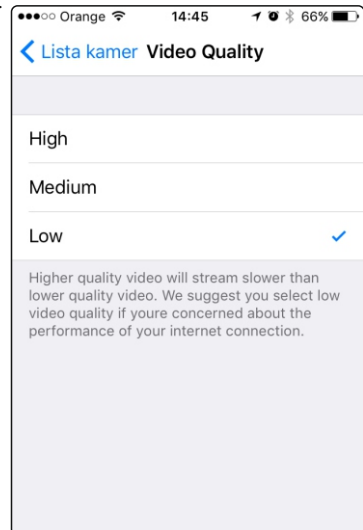 Orange 14:45 66%
Lista kamer Video Quality
High
Medium
Low
Higher quality video will stream slower than
lower quality video. We suggest you select low
video quality if youre concerned about the
performance of your internet connection.